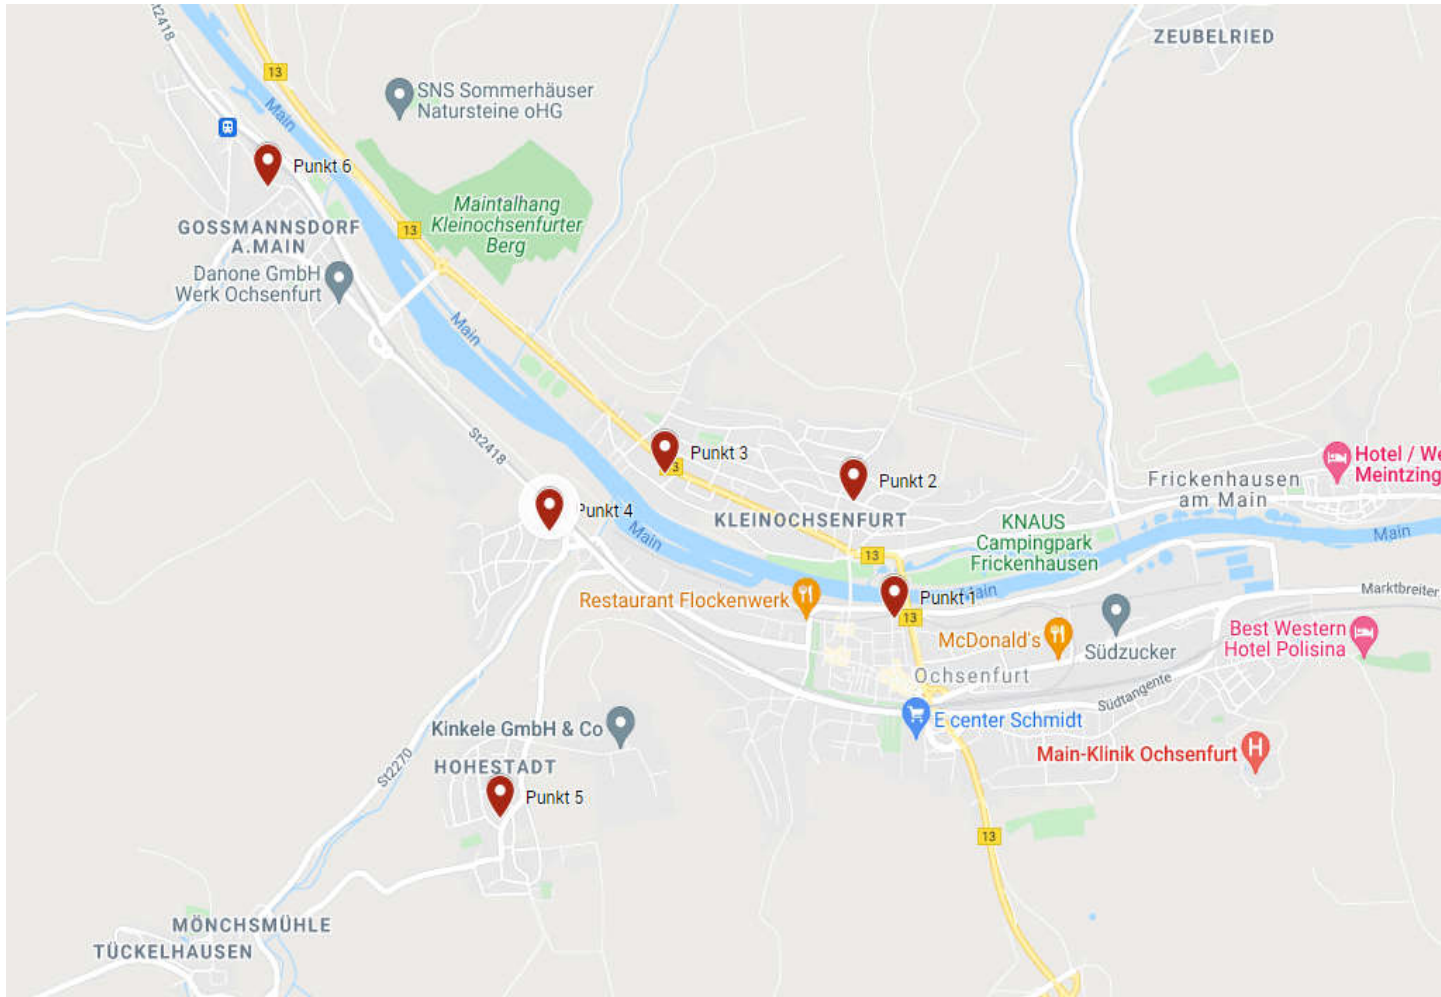 St2418
ZEUBELRIED
13
SNS Sommerhäuser
Natursteine oHG
Main
Punkt 6
Maintalhang
Kleinochsenfurter
Berg
GOSSMANNSDORF
A.MAIN
13
Danone GmbH
Werk Ochsenfurt
Main
St2418
Punkt 3
Hotel / We
Meintzing
Punkt 2
Frickenhausen
am Main
Punkt 4
KLEINOCHSENFURT
KNAUS
Campingpark
Frickenhausen
Main
Main
13
Restaurant Flockenwerk
Punkt 1
Main
Marktbreiter
13
McDonald's
Südzucker
Best Western
Hotel Polisina
Ochsenfurt
Südtangente
E center Schmidt
Kinkele GmbH & Co
Main-Klinik Ochsenfurt
HOHESTADT
St2270
Punkt 5
13
MÖNCHSMÜHLE
TÜCKELHAUSEN